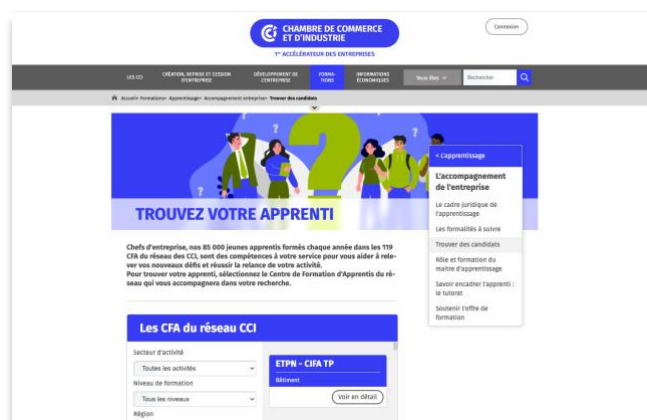 CHAMBRE DE COMMERCE
ET D'INDUSTRIE
1er ACCÉLÉRATEUR DES ENTREPRISES
Connexion
LES CCI
CRÉATION, REPRISE ET CESSION
D'ENTREPRISE
DÉVELOPPEMENT DE
L'ENTREPRISE
FORMA-
TIONS
INFORMATIONS
ÉCONOMIQUES
Vous êtes
Rechercher
Accueil> Formations> Apprentissage> Accompagnement entreprise> Trouver des candidats
?
?
?
TROUVEZ VOTRE APPRENTI
< L'apprentissage
L'accompagnement
de l'entreprise
Le cadre juridique de
l'apprentissage
Les formalités à suivre
Trouver des candidats
Rôle et formation du
maitre d'apprentissage
Savoir encadrer l'apprenti :
le tutorat
Soutenir l'offre de
formation
Chefs d'entreprise, nos 85 000 jeunes apprentis formés chaque année dans les 119
CFA du réseau des CCI, sont des compétences à votre service pour vous aider à rele-
ver vos nouveaux défis et réussir la relance de votre activité.
Pour trouver votre apprenti, sélectionnez le Centre de Formation d'Apprentis du ré-
seau qui vous accompagnera dans votre recherche.
Les CFA du réseau CCI
Secteur d'activité
Toutes les activités
Niveau de formation
Tous les niveaux
Région
ETPN - CIFA TP
Bâtiment
Voir en détail